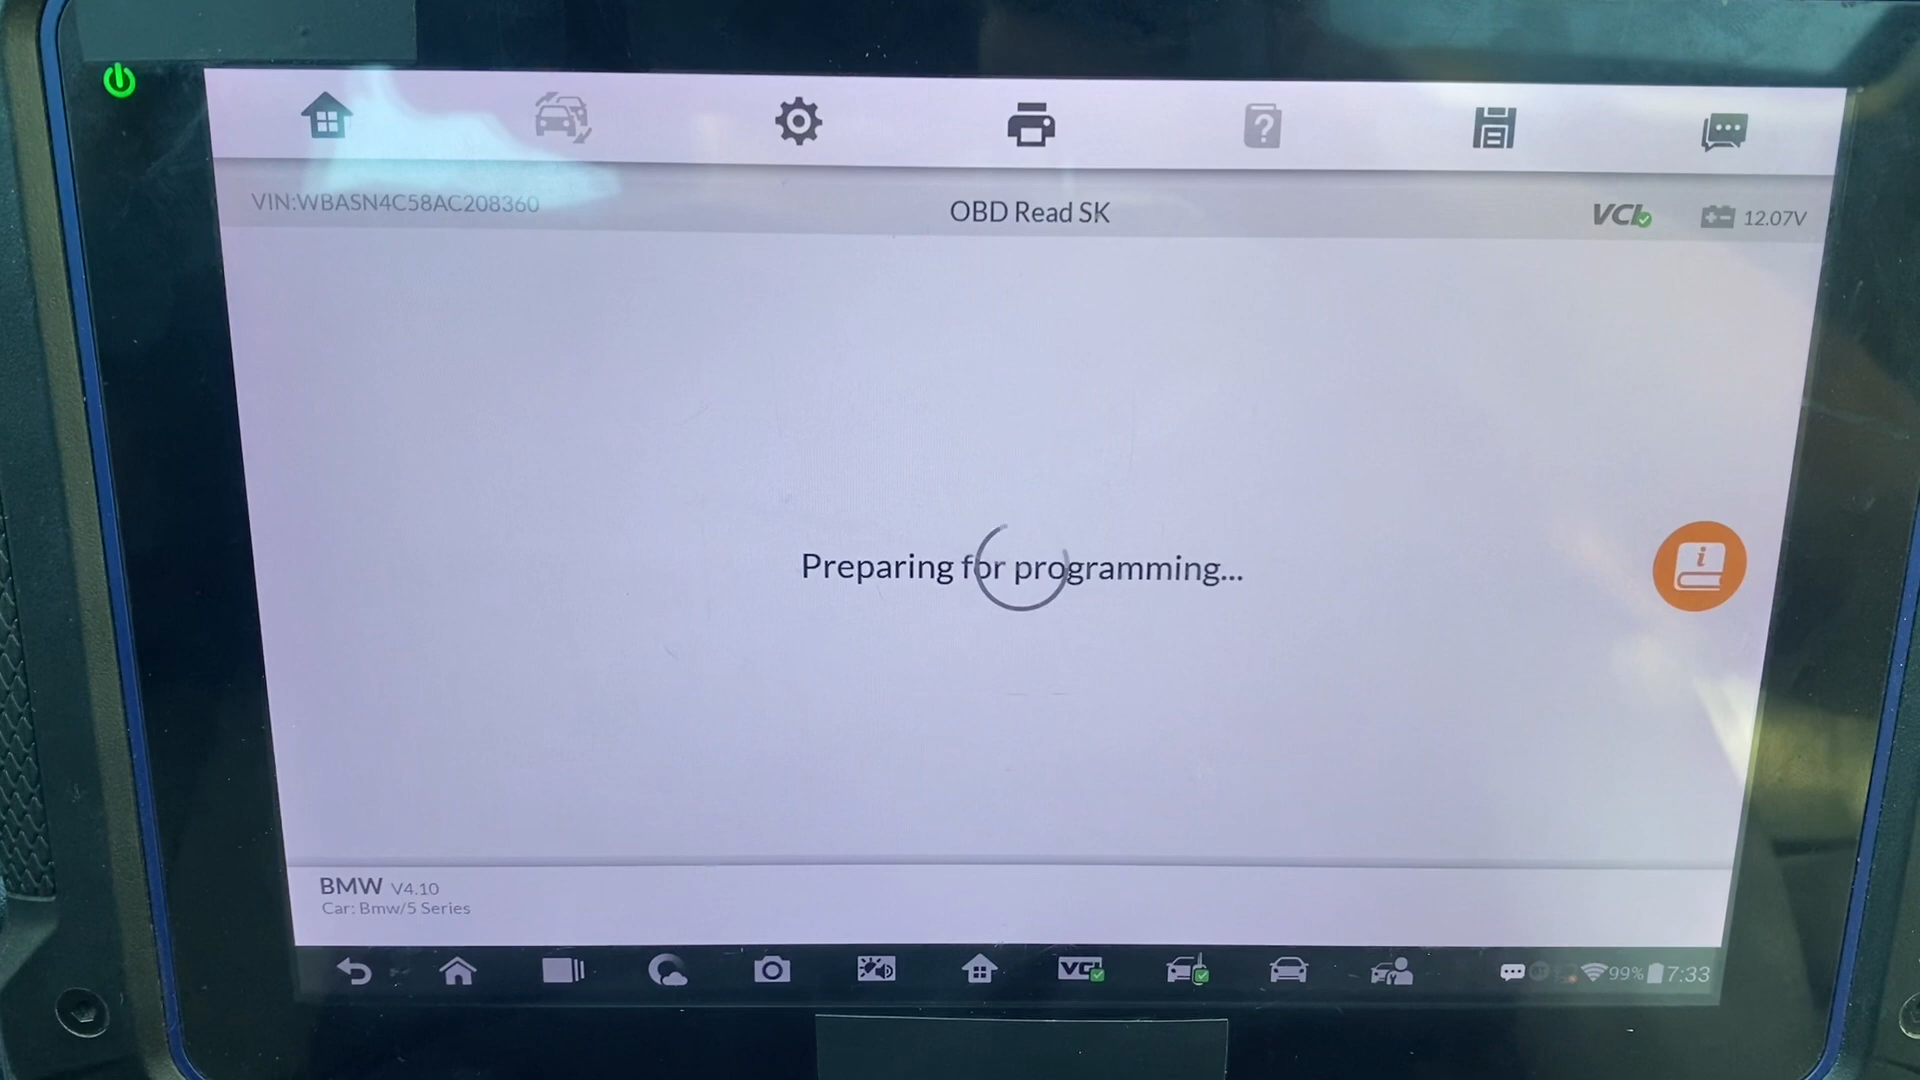 VIN:WBASN4C58AC208360
OBD Read SK
VCI
12.07V
Preparing for programming...
BMW V4.10
Car: Bmw/5 Series
VCI
99%
7:33